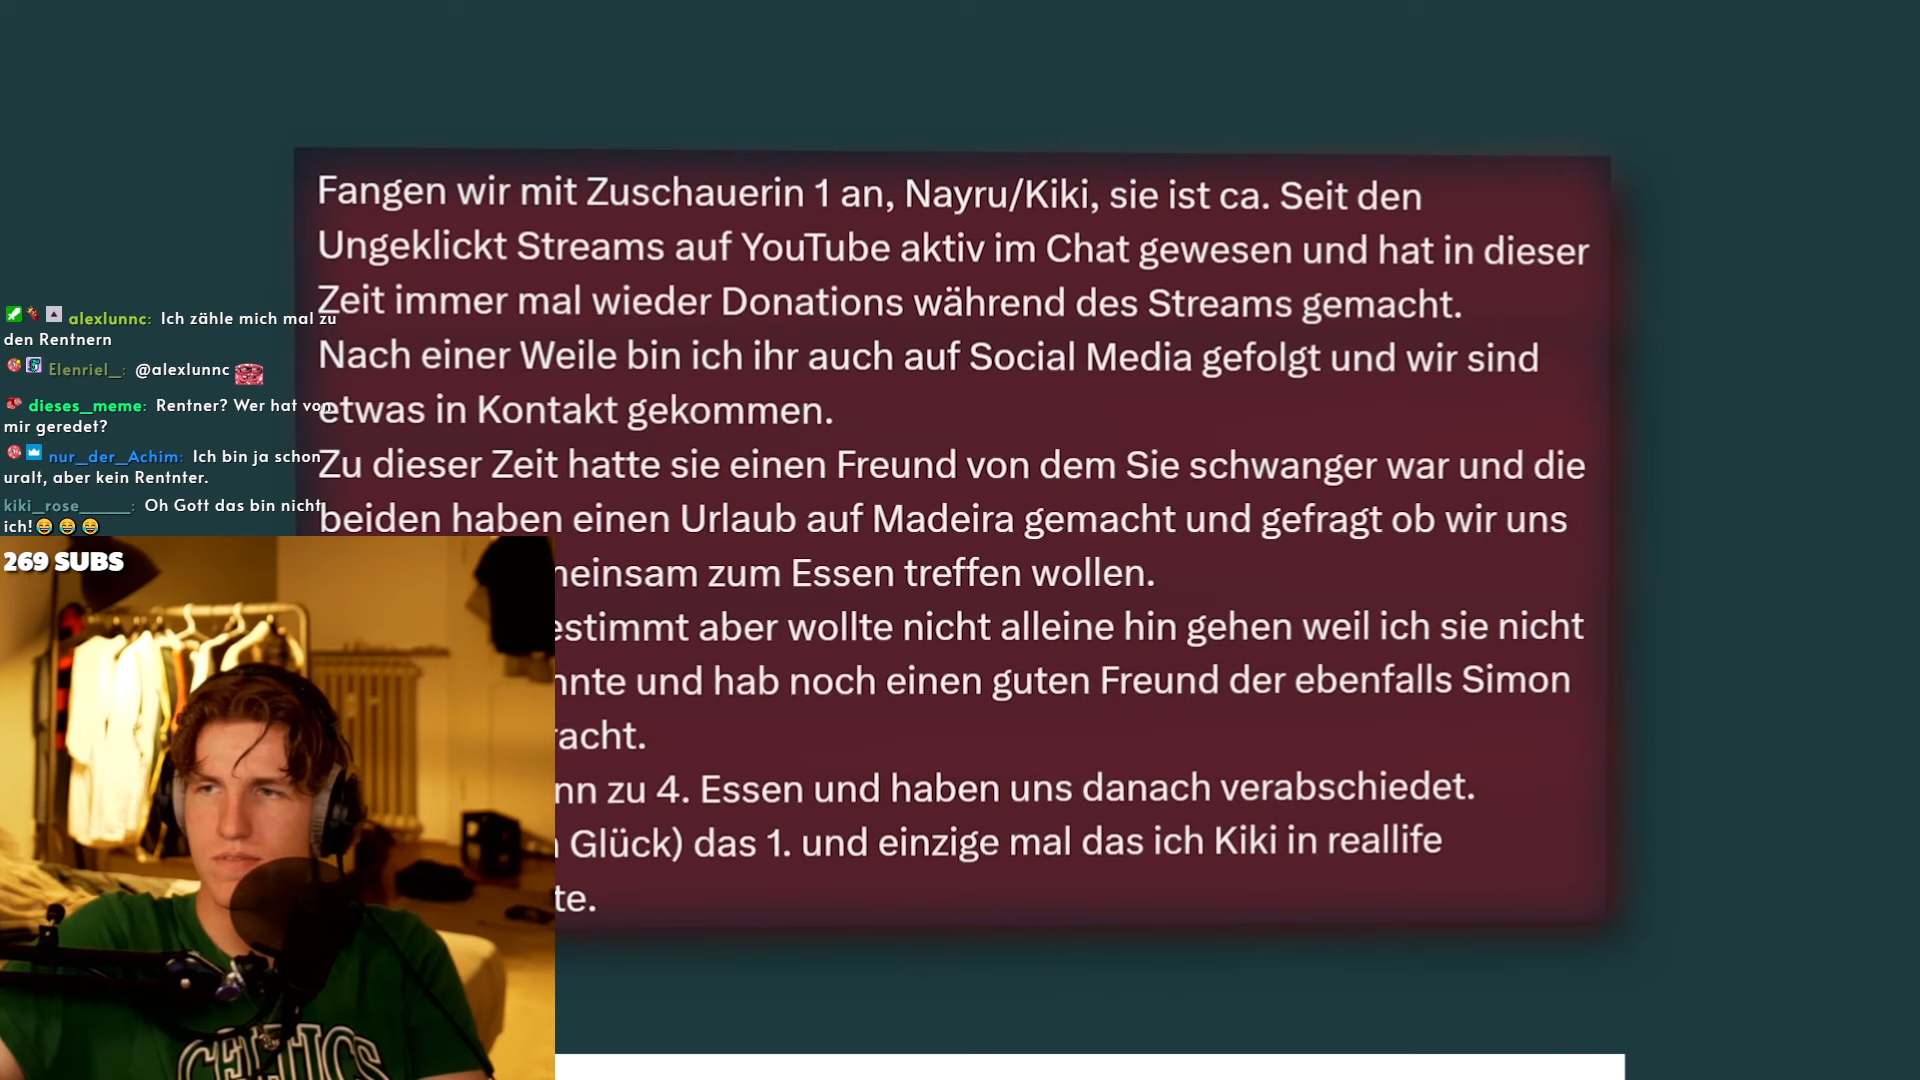 Fangen wir mit Zuschauerin 1 an, Nayru/Kiki, sie ist ca. Seit den
Ungeklickt Streams auf YouTube aktiv im Chat gewesen und hat in dieser
Zeit immer mal wieder Donations während des Streams gemacht.
Nach einer Weile bin ich ihr auch auf Social Media gefolgt und wir sind
etwas in Kontakt gekommen.
Zu dieser Zeit hatte sie einen Freund von dem Sie schwanger war und die
beiden haben einen Urlaub auf Madeira gemacht und gefragt ob wir uns
meinsam zum Essen treffen wollen.
estimmt aber wollte nicht alleine hin gehen weil ich sie nicht
nnte und hab noch einen guten Freund der ebenfalls Simon
racht.
nn zu 4. Essen und haben uns danach verabschiedet.
Glück) das 1. und einzige mal das ich Kiki in reallife
te.
alexlunnc: Ich zähle mich mal zu
den Rentnern
Elenriel_: @alexlunnc
dieses_meme: Rentner? Wer hat von
mir geredet?
nur_der_Achim: Ich bin ja schon
uralt, aber kein Rentnter.
kiki_rose_____: Oh Gott das bin nicht
ich!😂😂😂
269 SUBS
CELTICS